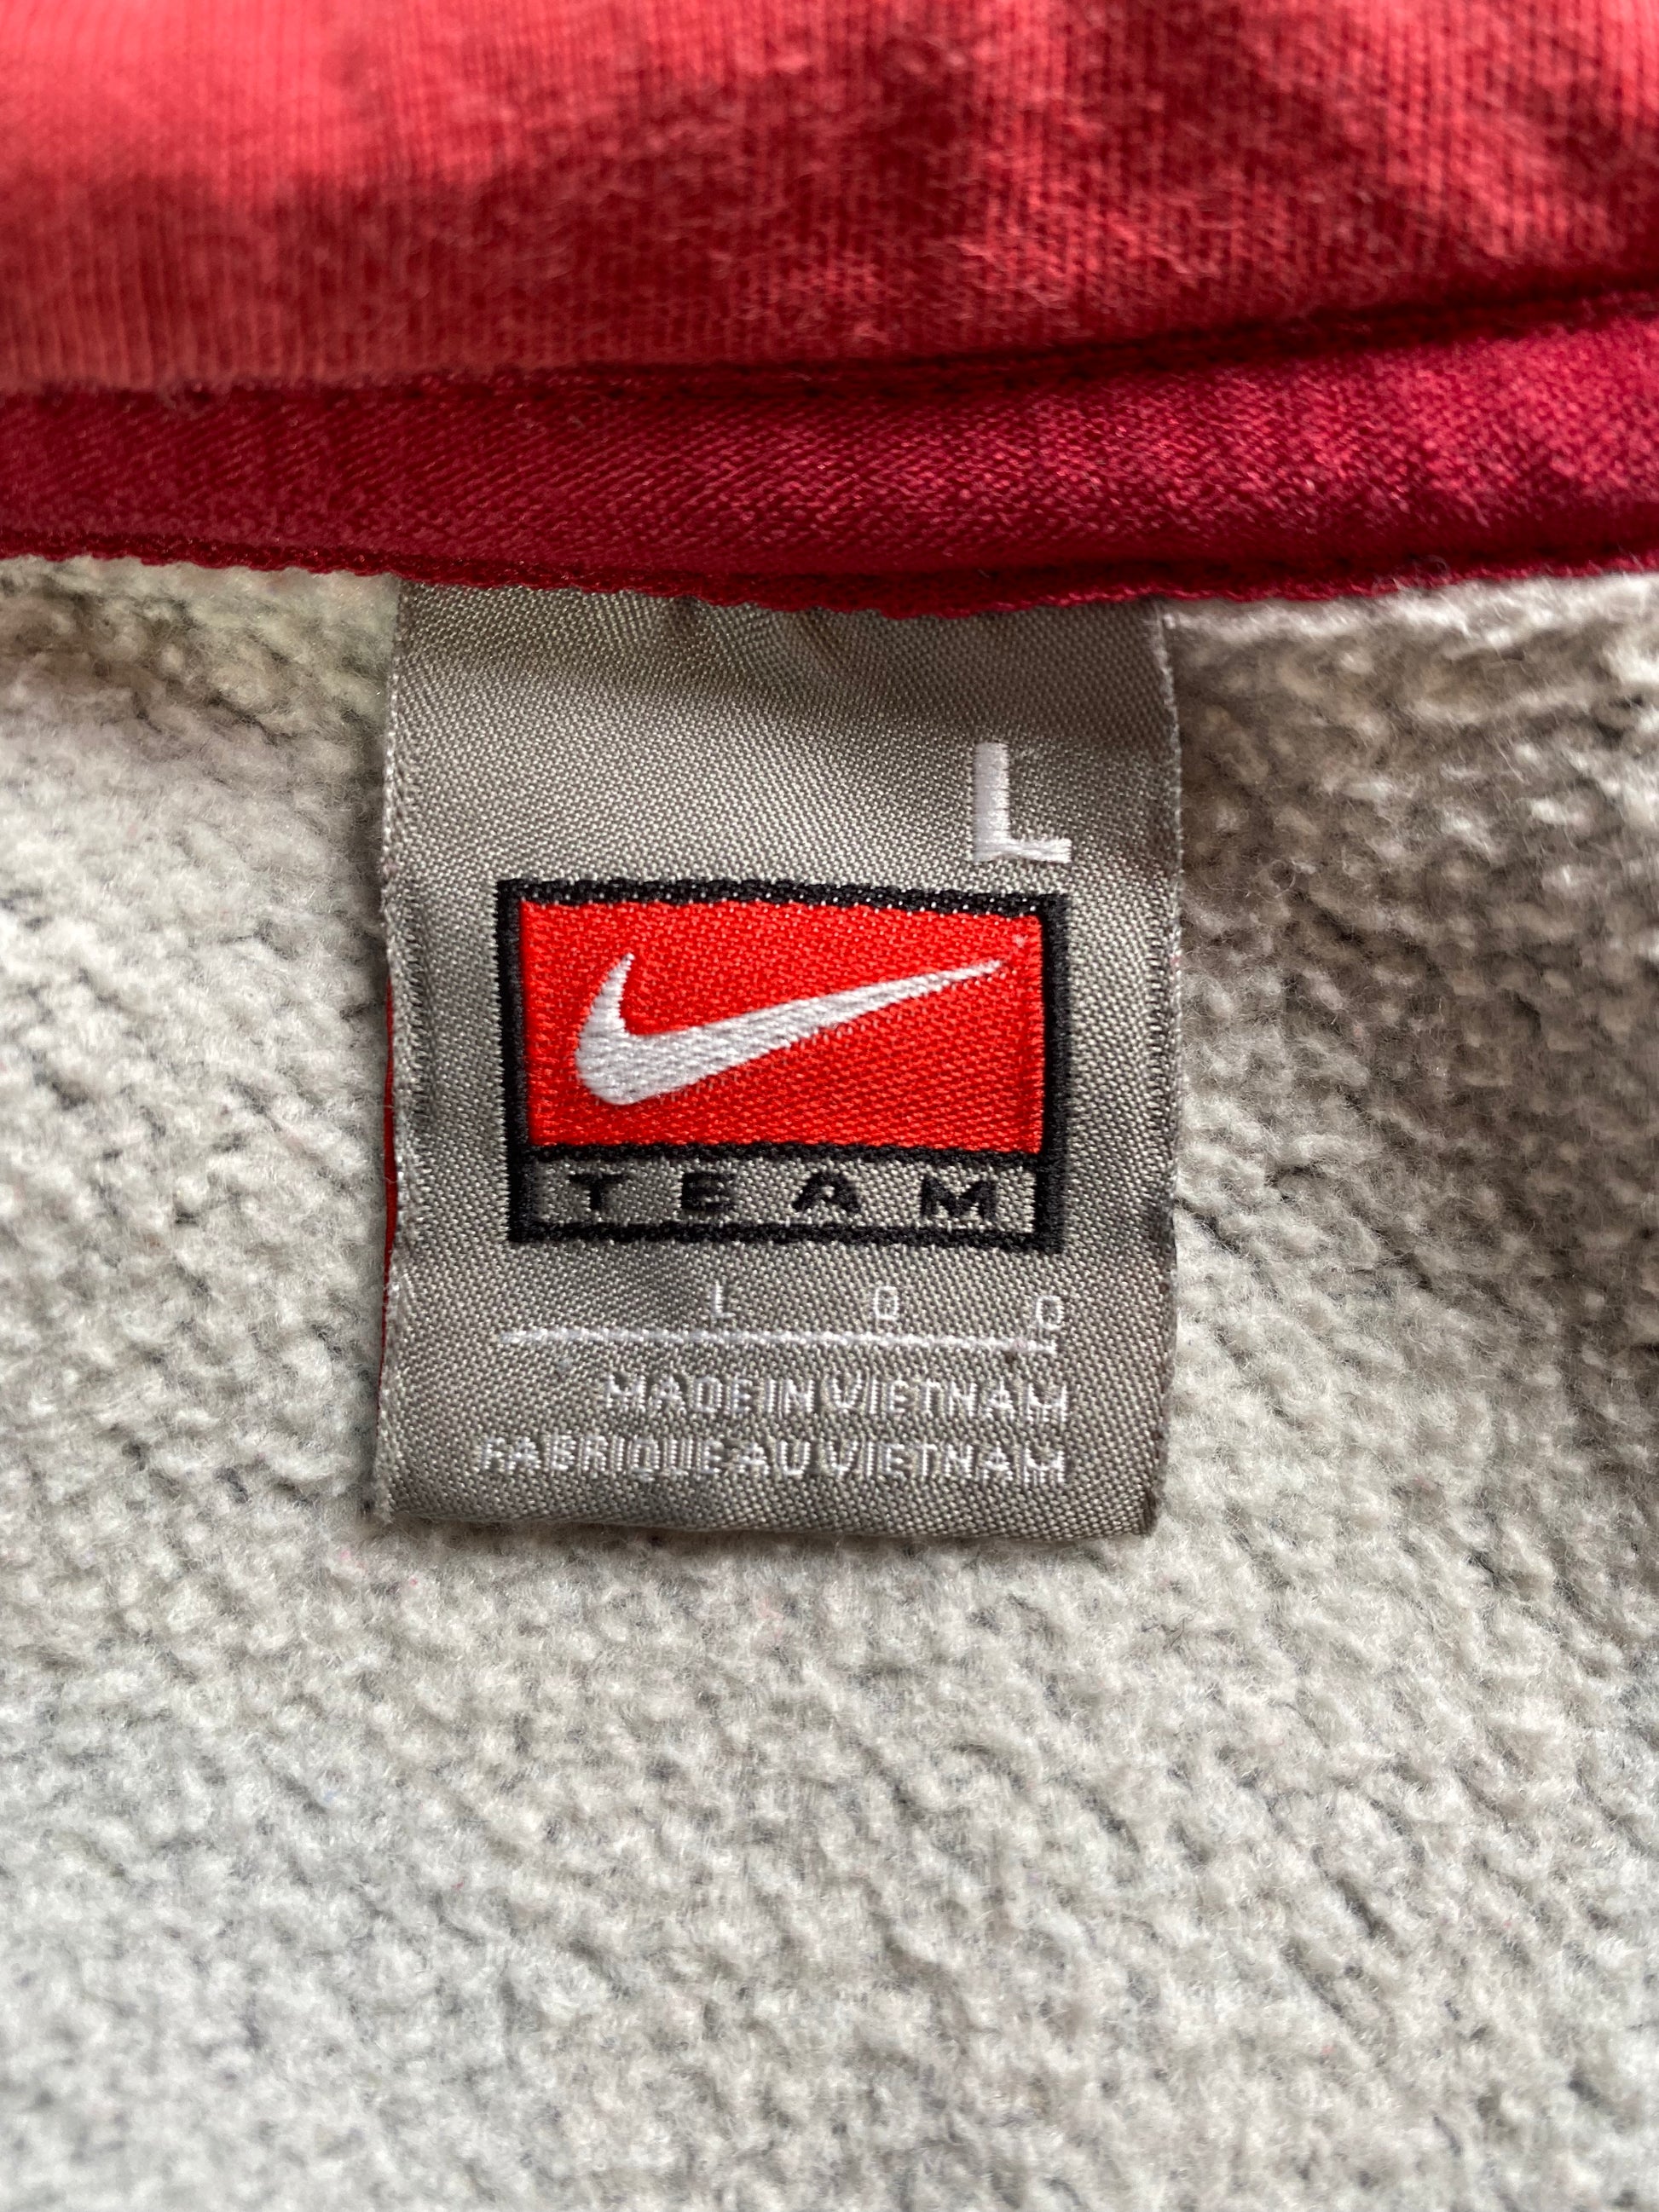 L
TEAM
L D G
MADE IN VIETNAM
FABRIQUE AU VIETNAM